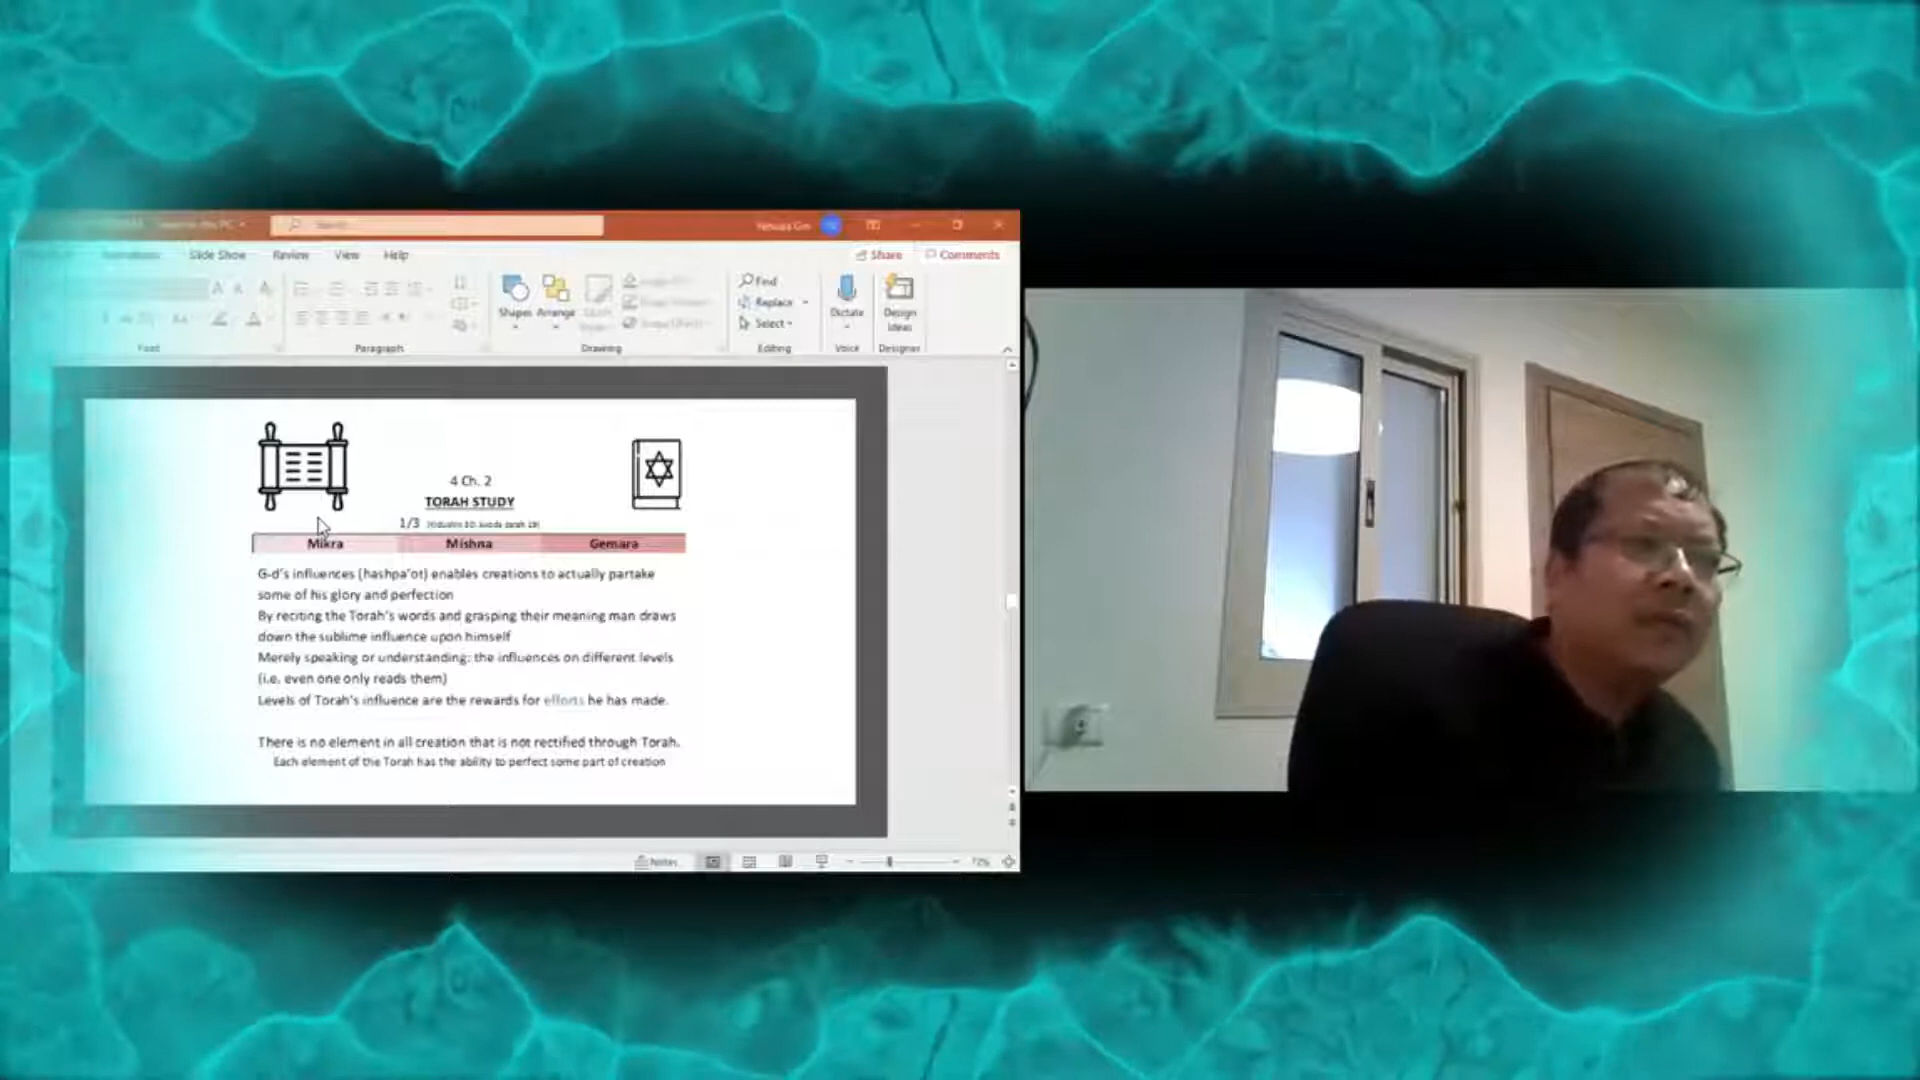 Slide Show Review View Help Share Comments
Find
Shapes Arrange Replace Dictate Design
Select Ideas
Font Paragraph Drawing Editing Voice Designer
4 Ch. 2
TORAH STUDY
1/3
Mikra Mishna Gemara
G-d's influences (hashpa'ot) enables creations to actually partake
some of his glory and perfection
By reciting the Torah's words and grasping their meaning man draws
down the sublime influence upon himself
Merely speaking or understanding: the influences on different levels
(i.e. even one only reads them)
Levels of Torah's influence are the rewards for efforts he has made.
There is no element in all creation that is not rectified through Torah.
Each element of the Torah has the ability to perfect some part of creation
Notes 72%